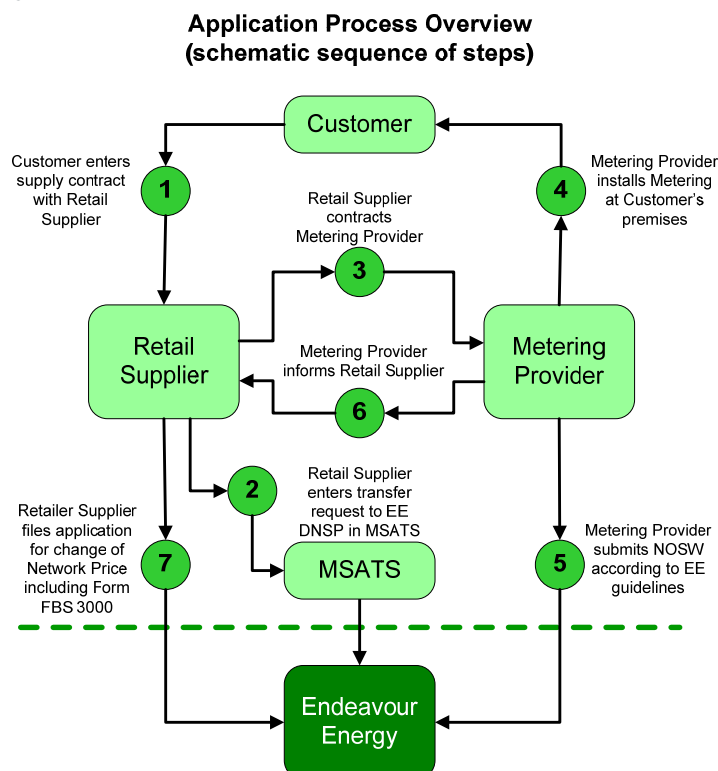 Application Process Overview
(schematic sequence of steps)
Customer
Customer enters
supply contract
with Retail
Supplier
1
Retail Supplier
contracts
Metering Provider
3
4
Metering Provider
installs Metering
at Customer's
premises
Retail
Supplier
Metering Provider
informs Retail Supplier
6
Metering
Provider
2
Retail Supplier
enters transfer
request to EE
DNSP in MSATS
Retailer Supplier
files application
for change of
Network Price
including Form
FBS 3000
7
MSATS
5
Metering Provider
submits NOSW
according to EE
guidelines
Endeavour
Energy